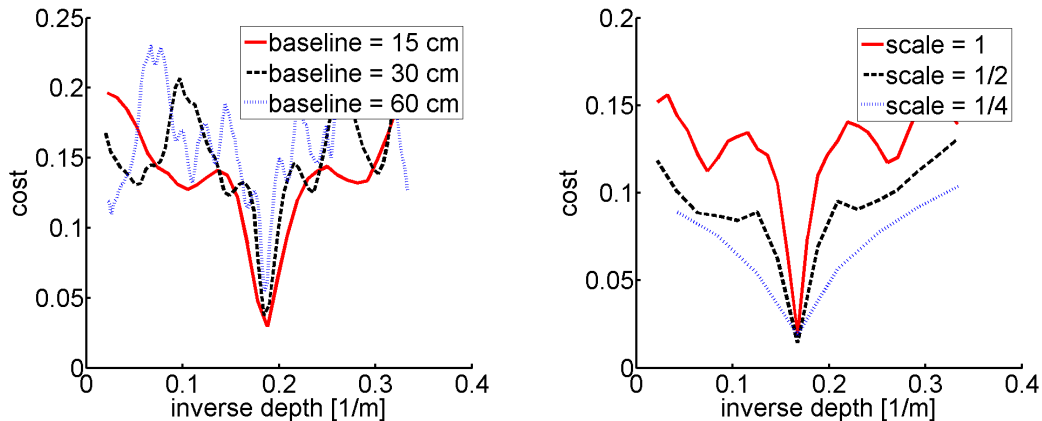 0.25
0.2
0.15
0.1
0.05
0
cost
baseline = 15 cm
baseline = 30 cm
baseline = 60 cm
0 0.1 0.2 0.3 0.4
inverse depth [1/m]
0.2
0.15
0.1
0.05
0
cost
scale = 1
scale = 1/2
scale = 1/4
0 0.1 0.2 0.3 0.4
inverse depth [1/m]